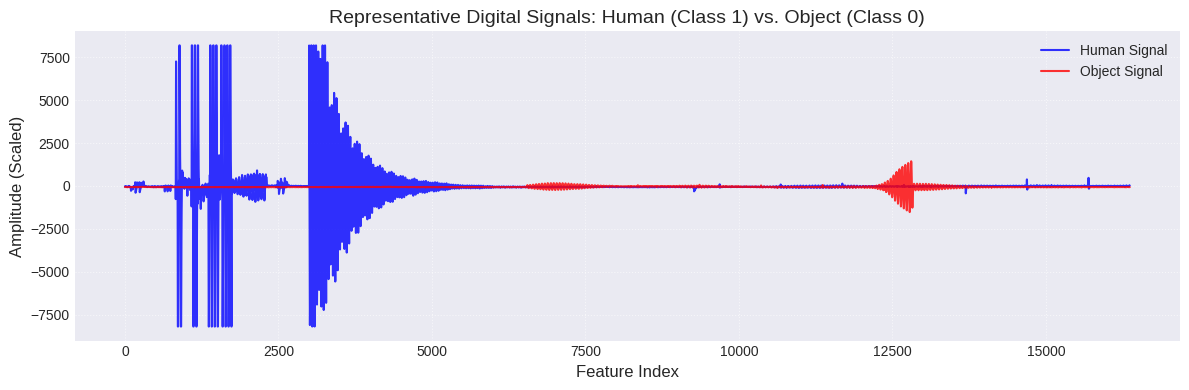 Representative Digital Signals: Human (Class 1) vs. Object (Class 0)
Human Signal
Object Signal
Amplitude (Scaled)
7500
5000
2500
0
−2500
−5000
−7500
0
2500
5000
7500
10000
12500
15000
Feature Index